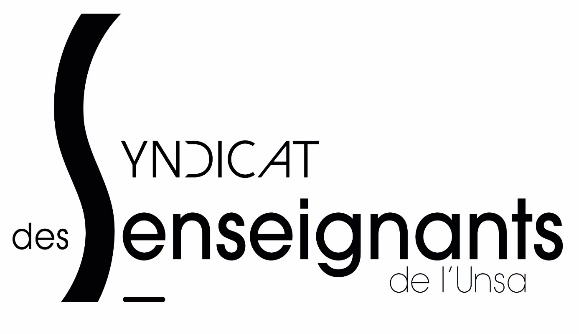 SYNDICAT
des enseignants
de l'Unsa